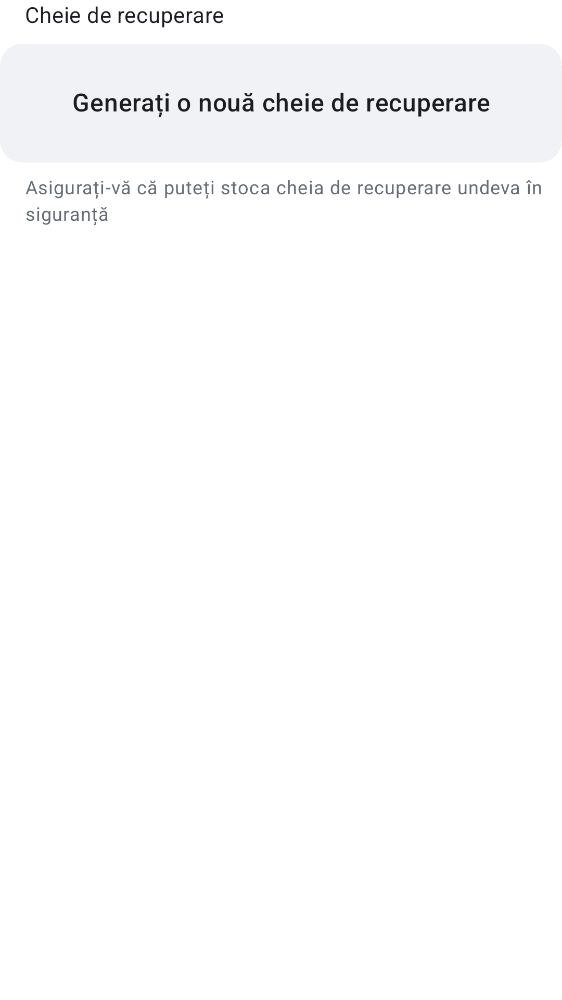 Cheie de recuperare
Generați o nouă cheie de recuperare
Asigurați-vă că puteți stoca cheia de recuperare undeva în
siguranță